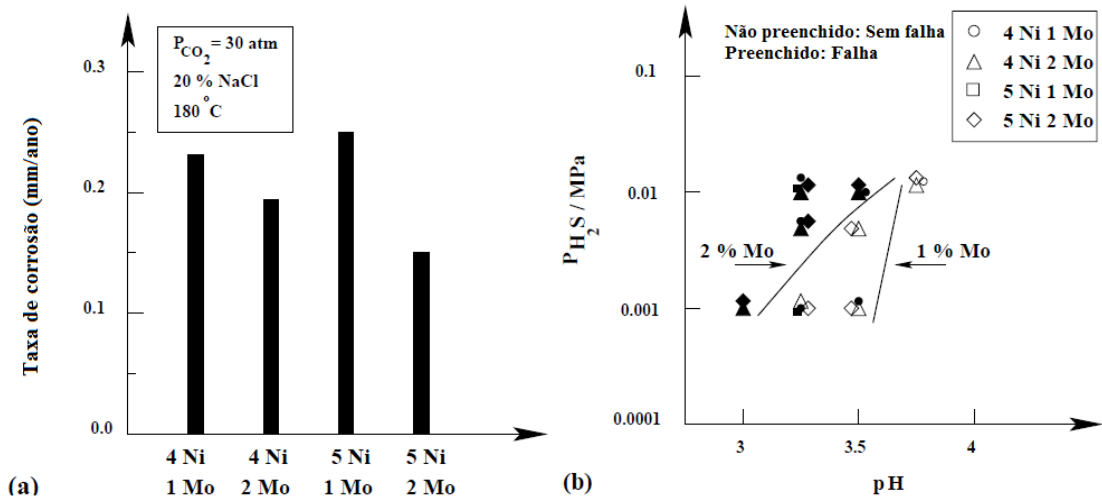 P_CO2 = 30 atm
20 % NaCl
180 °C
Taxa de corrosão (mm/ano)
0.3
0.2
0.1
0.0
4 Ni
1 Mo
4 Ni
2 Mo
5 Ni
1 Mo
5 Ni
2 Mo
(a)
Não preenchido: Sem falha
Preenchido: Falha
4 Ni 1 Mo
4 Ni 2 Mo
5 Ni 1 Mo
5 Ni 2 Mo
P_H2S / MPa
0.1
0.01
0.001
0.0001
2 % Mo
1 % Mo
3
3.5
4
pH
(b)